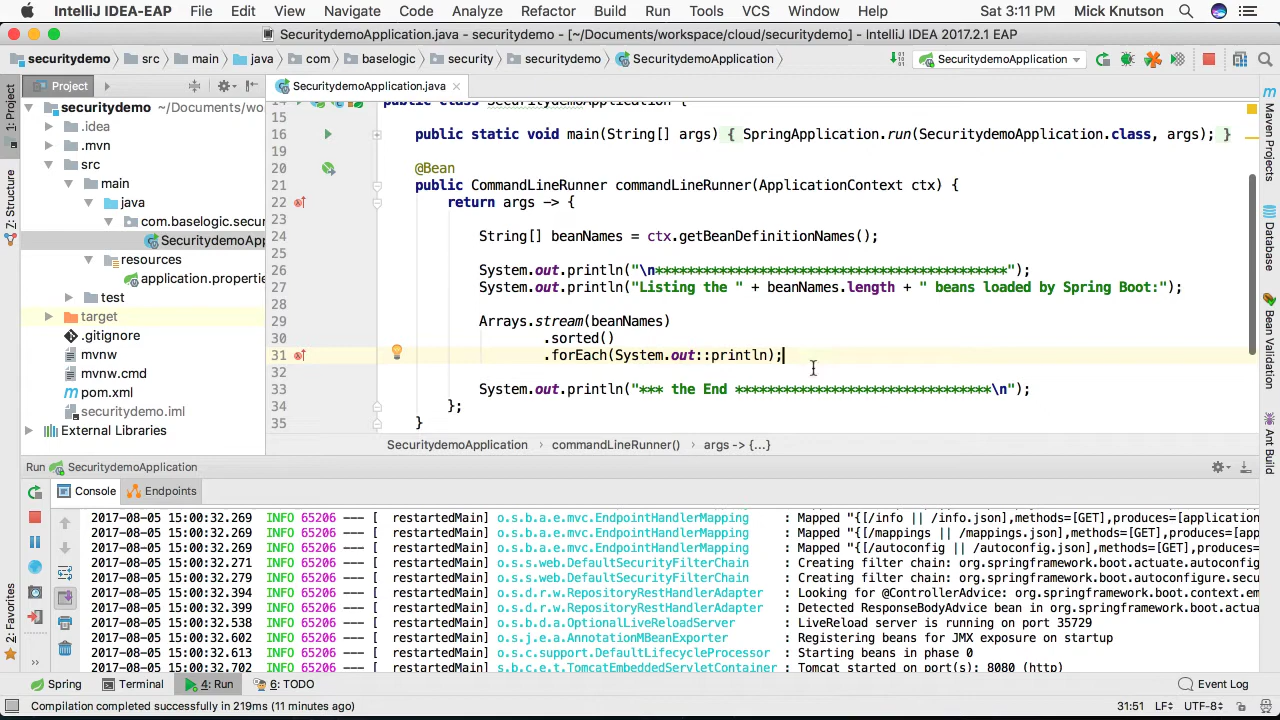 IntelliJ IDEA-EAP File Edit View Navigate Code Analyze Refactor Build Run Tools VCS Window Help Sat 3:11 PM Mick Knutson
SecuritydemoApplication.java - securitydemo - [~/Documents/workspace/cloud/securitydemo] - IntelliJ IDEA 2017.2.1 EAP
securitydemo src main java com baselogic security securitydemo SecuritydemoApplication SecuritydemoApplication
1: Project
Z: Structure
2: Favorites
Project
SecuritydemoApplication.java
securitydemo ~/Documents/wo
.idea
.mvn
src
main
java
com.baselogic.secur
SecuritydemoApp
resources
application.properti
test
target
.gitignore
mvnw
mvnw.cmd
pom.xml
securitydemo.iml
External Libraries
14 public class SecuritydemoApplication {
15
16 public static void main(String[] args) { SpringApplication.run(SecuritydemoApplication.class, args); }
19
20 @Bean
21 public CommandLineRunner commandLineRunner(ApplicationContext ctx) {
22 return args -> {
23
24 String[] beanNames = ctx.getBeanDefinitionNames();
25
26 System.out.println("\n********************************************");
27 System.out.println("Listing the " + beanNames.length + " beans loaded by Spring Boot:");
28
29 Arrays.stream(beanNames)
30 .sorted()
31 .forEach(System.out::println);
32
33 System.out.println("*** the End ********************************\n");
34 };
35 }
SecuritydemoApplication › commandLineRunner() › args -> {...}
Maven Projects
Database
Bean Validation
Ant Build
Run SecuritydemoApplication
Console Endpoints
2017-08-05 15:00:32.269 INFO 65206 --- [ restartedMain] o.s.b.a.e.mvc.EndpointHandlerMapping : Mapped "{[/info || /info.json],methods=[GET],produces=[application
2017-08-05 15:00:32.269 INFO 65206 --- [ restartedMain] o.s.b.a.e.mvc.EndpointHandlerMapping : Mapped "{[/mappings || /mappings.json],methods=[GET],produces=[app
2017-08-05 15:00:32.269 INFO 65206 --- [ restartedMain] o.s.b.a.e.mvc.EndpointHandlerMapping : Mapped "{[/autoconfig || /autoconfig.json],methods=[GET],produces=
2017-08-05 15:00:32.271 INFO 65206 --- [ restartedMain] o.s.s.web.DefaultSecurityFilterChain : Creating filter chain: org.springframework.boot.actuate.autoconfig
2017-08-05 15:00:32.279 INFO 65206 --- [ restartedMain] o.s.s.web.DefaultSecurityFilterChain : Creating filter chain: org.springframework.boot.autoconfigure.secu
2017-08-05 15:00:32.394 INFO 65206 --- [ restartedMain] o.s.d.r.w.RepositoryRestHandlerAdapter : Looking for @ControllerAdvice: org.springframework.boot.context.em
2017-08-05 15:00:32.399 INFO 65206 --- [ restartedMain] o.s.d.r.w.RepositoryRestHandlerAdapter : Detected ResponseBodyAdvice bean in org.springframework.boot.actua
2017-08-05 15:00:32.538 INFO 65206 --- [ restartedMain] o.s.b.d.a.OptionalLiveReloadServer : LiveReload server is running on port 35729
2017-08-05 15:00:32.602 INFO 65206 --- [ restartedMain] o.s.j.e.a.AnnotationMBeanExporter : Registering beans for JMX exposure on startup
2017-08-05 15:00:32.613 INFO 65206 --- [ restartedMain] o.s.c.support.DefaultLifecycleProcessor : Starting beans in phase 0
2017-08-05 15:00:32.702 INFO 65206 --- [ restartedMain] s.b.c.e.t.TomcatEmbeddedServletContainer : Tomcat started on port(s): 8080 (http)
Spring Terminal 4: Run 6: TODO Event Log
Compilation completed successfully in 219ms (11 minutes ago) 31:51 LF÷ UTF-8÷